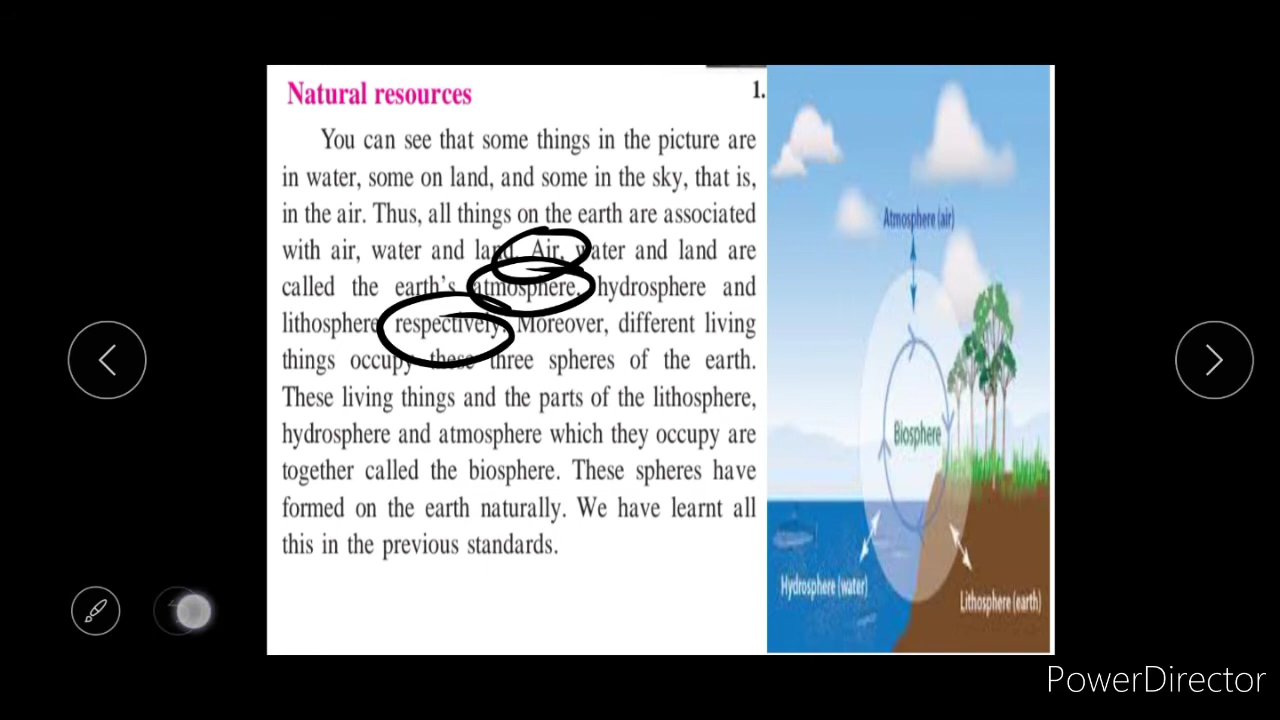 Natural resources
1.
You can see that some things in the picture are
in water, some on land, and some in the sky, that is,
in the air. Thus, all things on the earth are associated
with air, water and land. Air, water and land are
called the earth's atmosphere, hydrosphere and
lithosphere respectively. Moreover, different living
things occupy these three spheres of the earth.
These living things and the parts of the lithosphere,
hydrosphere and atmosphere which they occupy are
together called the biosphere. These spheres have
formed on the earth naturally. We have learnt all
this in the previous standards.
Atmosphere (air)
Biosphere
Hydrosphere (water)
Lithosphere (earth)
PowerDirector